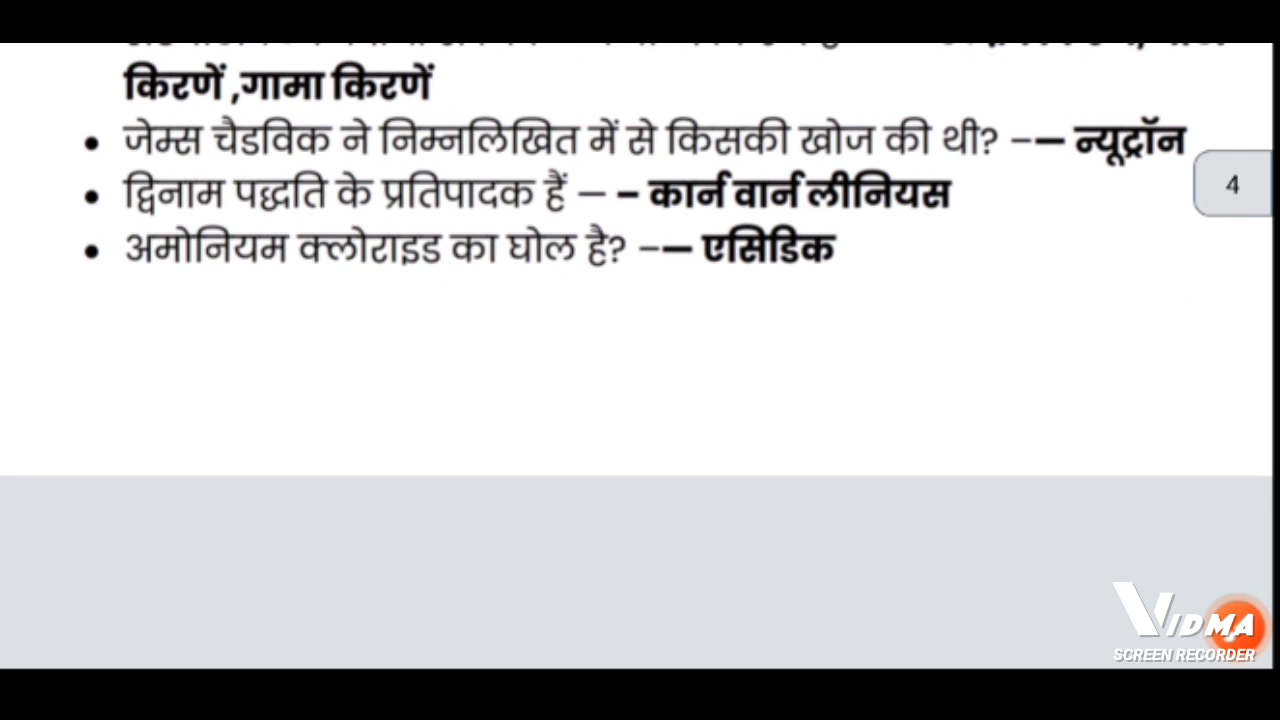 किरणें ,गामा किरणें
• जेम्स चैडविक ने निम्नलिखित में से किसकी खोज की थी? –— न्यूट्रॉन
4
• द्विनाम पद्धति के प्रतिपादक हैं — – कार्न वार्न लीनियस
• अमोनियम क्लोराइड का घोल है? –— एसिडिक
VIDMA
SCREEN RECORDER